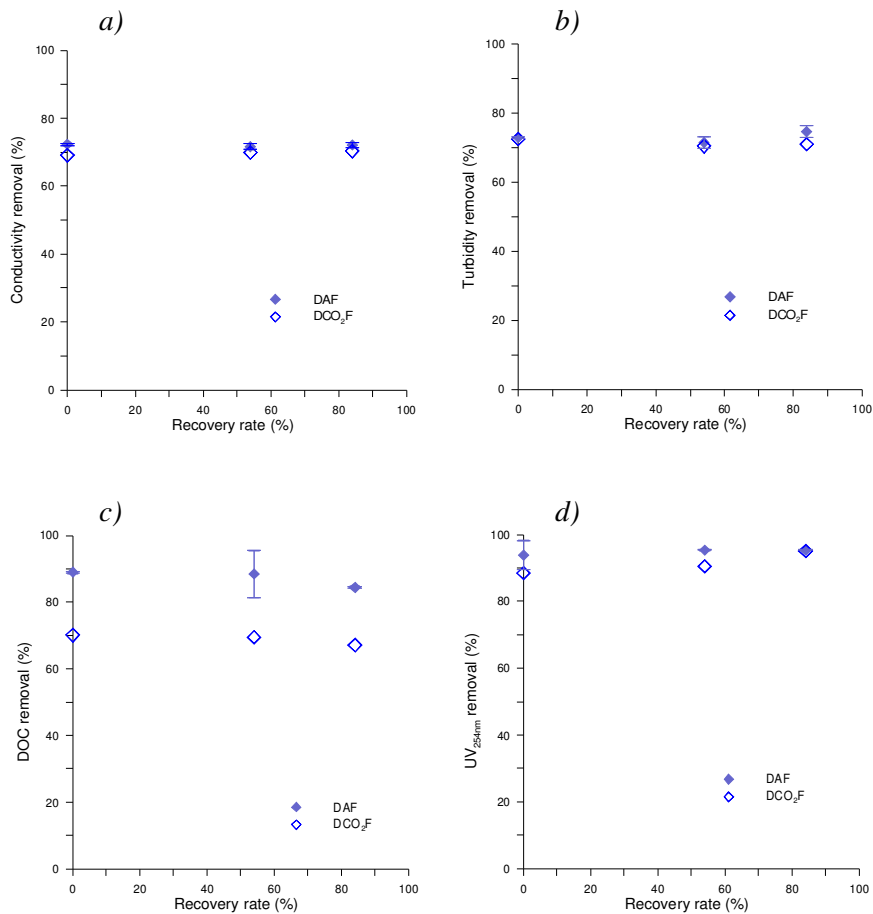 a)
100
80
60
40
20
0
Conductivity removal (%)
0 20 40 60 80 100
Recovery rate (%)
DAF
DCO₂F
b)
100
80
60
40
20
0
Turbidity removal (%)
0 20 40 60 80 100
Recovery rate (%)
DAF
DCO₂F
c)
100
80
60
40
20
0
DOC removal (%)
0 20 40 60 80 100
Recovery rate (%)
DAF
DCO₂F
d)
100
80
60
40
20
0
UV₂₅₄ₙₘ removal (%)
0 20 40 60 80 100
Recovery rate (%)
DAF
DCO₂F